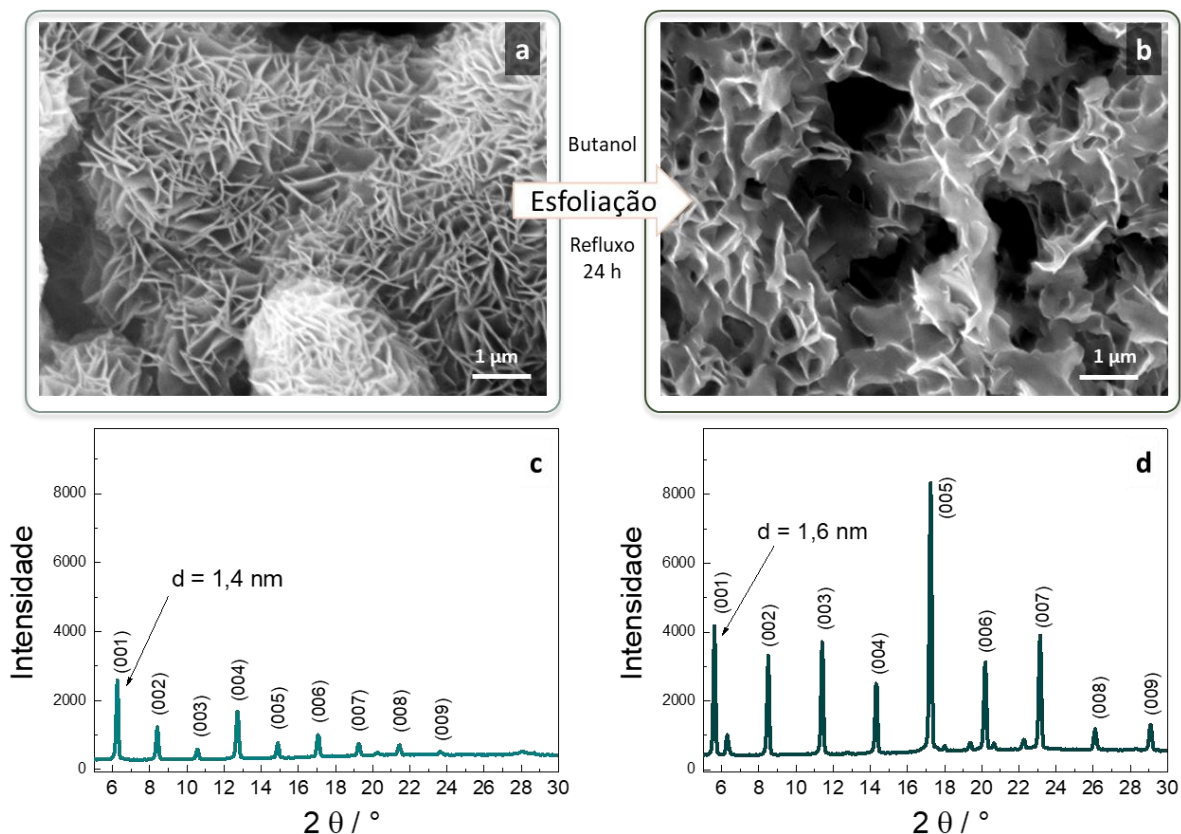 a
b
Butanol
Esfoliação
Refluxo
24 h
1 µm
1 µm
c
Intensidade
8000
6000
4000
2000
0
d = 1,4 nm
(001)
(002)
(003)
(004)
(005)
(006)
(007)
(008)
(009)
6 8 10 12 14 16 18 20 22 24 26 28 30
2 θ / °
d
Intensidade
8000
6000
4000
2000
0
d = 1,6 nm
(001)
(002)
(003)
(004)
(005)
(006)
(007)
(008)
(009)
6 8 10 12 14 16 18 20 22 24 26 28 30
2 θ / °